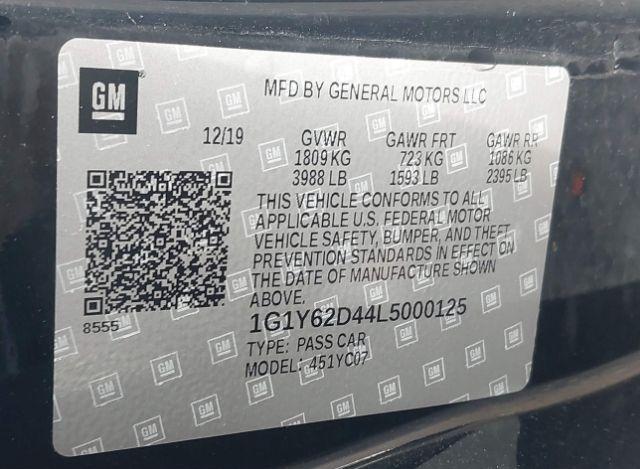 GM
MFD BY GENERAL MOTORS LLC
12/19 GVWR GAWR FRT GAWR RR
1809 KG 723 KG 1086 KG
3988 LB 1593 LB 2395 LB
THIS VEHICLE CONFORMS TO ALL
APPLICABLE U.S. FEDERAL MOTOR
VEHICLE SAFETY, BUMPER, AND THEFT
PREVENTION STANDARDS IN EFFECT ON
THE DATE OF MANUFACTURE SHOWN
ABOVE.
8555
1G1Y62D44L5000125
TYPE: PASS CAR
MODEL: 451YC07